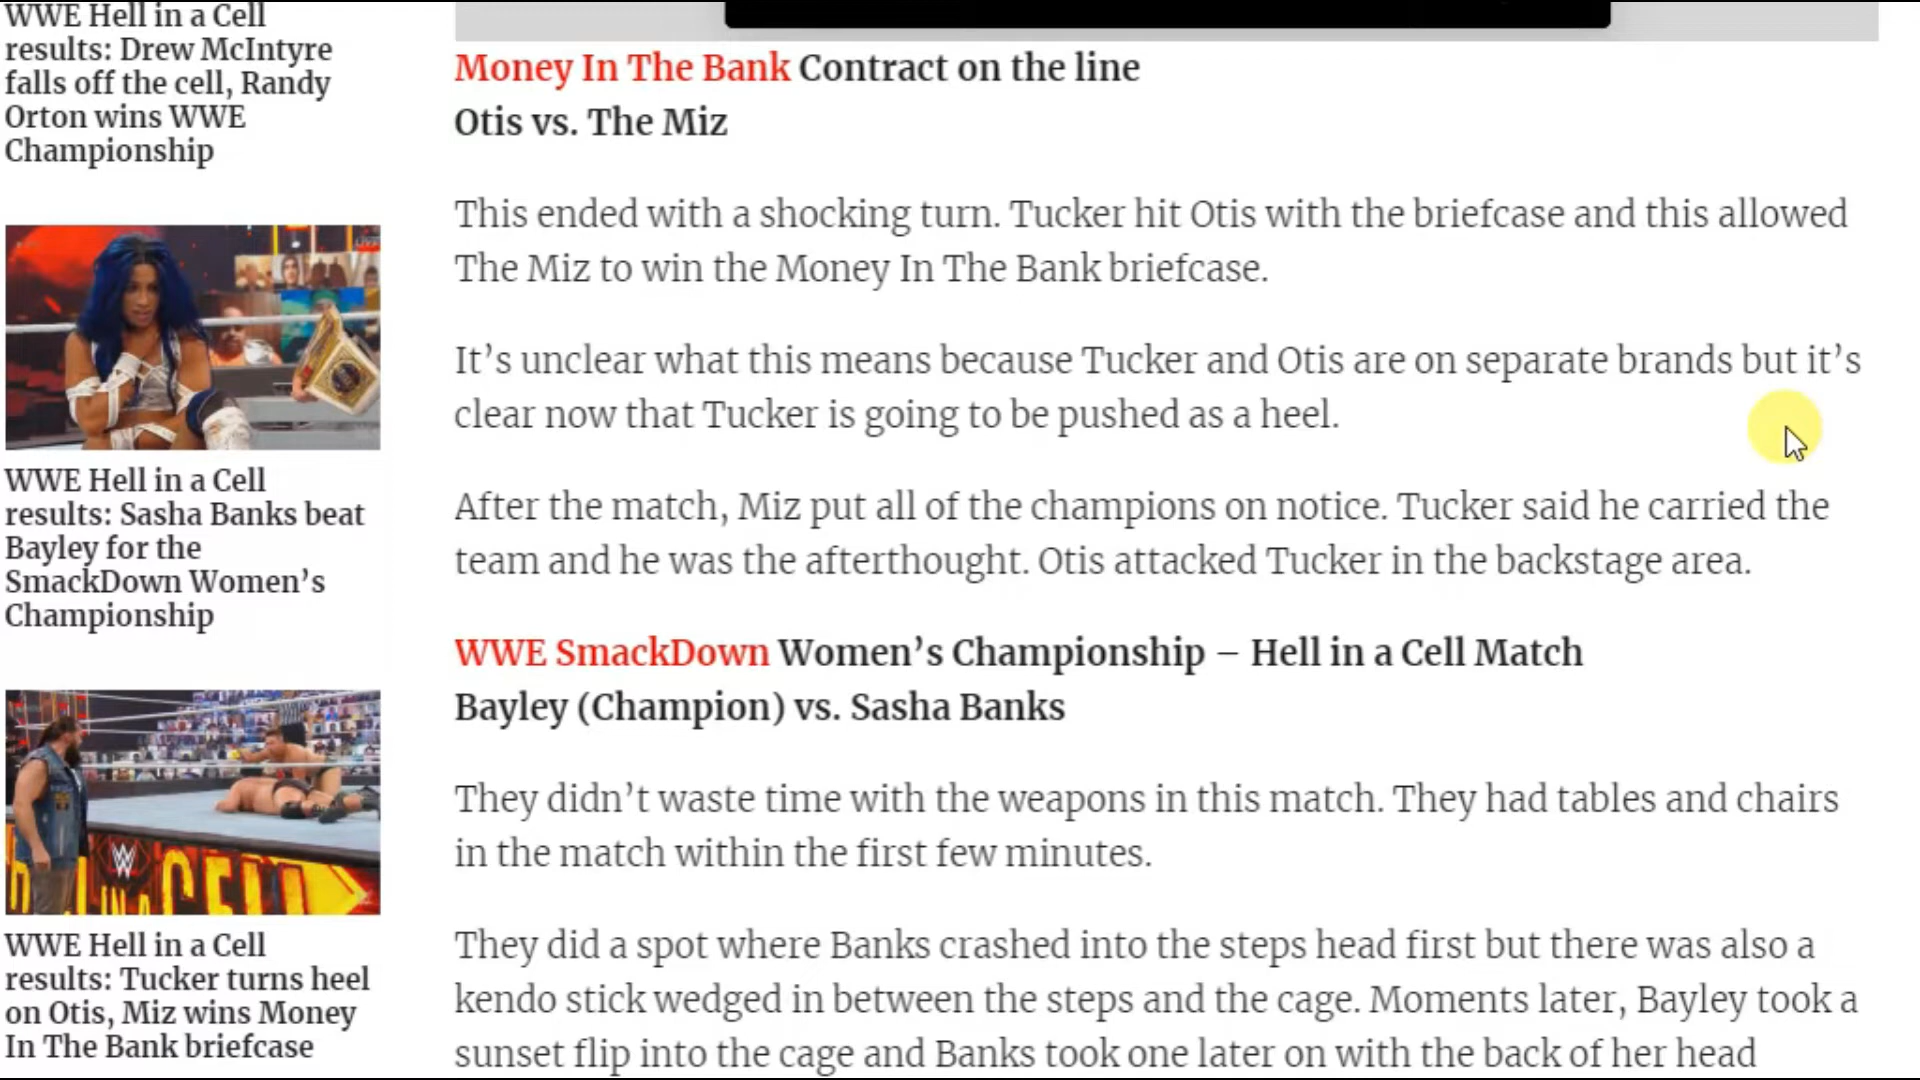 WWE Hell in a Cell
results: Drew McIntyre
falls off the cell, Randy
Orton wins WWE
Championship
WWE Hell in a Cell
results: Sasha Banks beat
Bayley for the
SmackDown Women’s
Championship
WWE Hell in a Cell
results: Tucker turns heel
on Otis, Miz wins Money
In The Bank briefcase
Money In The Bank Contract on the line
Otis vs. The Miz
This ended with a shocking turn. Tucker hit Otis with the briefcase and this allowed
The Miz to win the Money In The Bank briefcase.
It’s unclear what this means because Tucker and Otis are on separate brands but it’s
clear now that Tucker is going to be pushed as a heel.
After the match, Miz put all of the champions on notice. Tucker said he carried the
team and he was the afterthought. Otis attacked Tucker in the backstage area.
WWE SmackDown Women’s Championship – Hell in a Cell Match
Bayley (Champion) vs. Sasha Banks
They didn’t waste time with the weapons in this match. They had tables and chairs
in the match within the first few minutes.
They did a spot where Banks crashed into the steps head first but there was also a
kendo stick wedged in between the steps and the cage. Moments later, Bayley took a
sunset flip into the cage and Banks took one later on with the back of her head